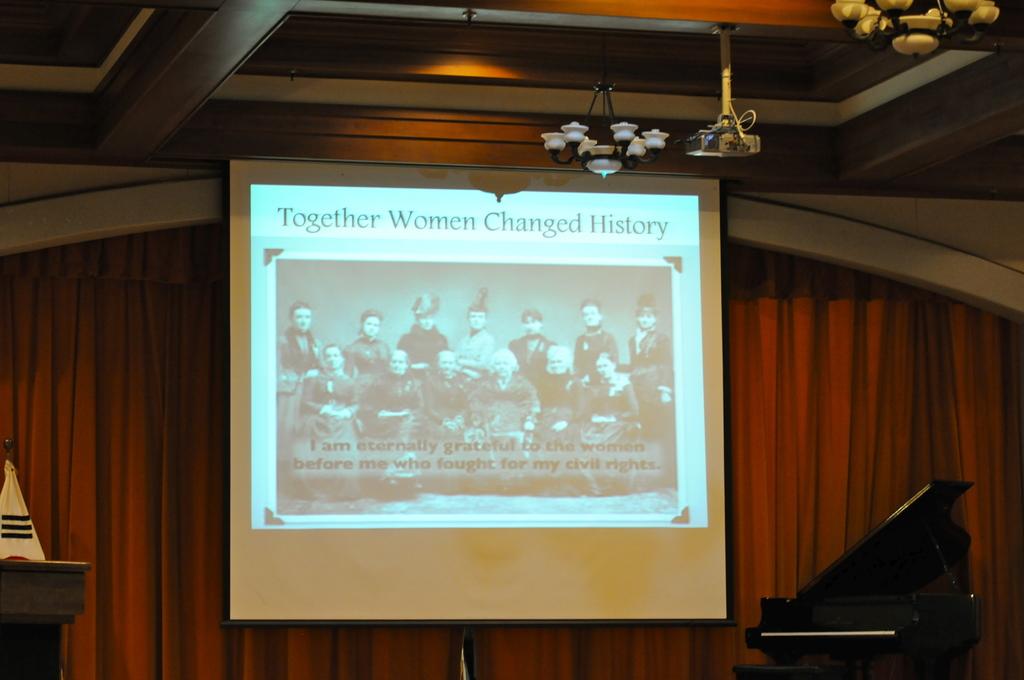 Together Women Changed History
I am eternally grateful to the women
before me who fought for my civil rights.